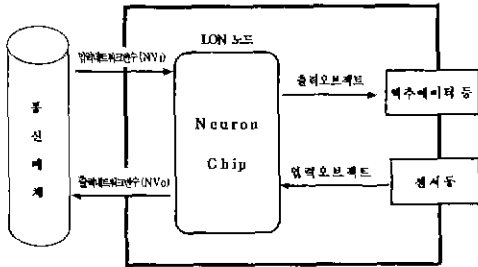 LON 노드
입력네트워크변수(NVi)
출력오브젝트
액추에이터 등
통신매체
Neuron
Chip
출력네트워크변수(NVo)
입력오브젝트
센서등